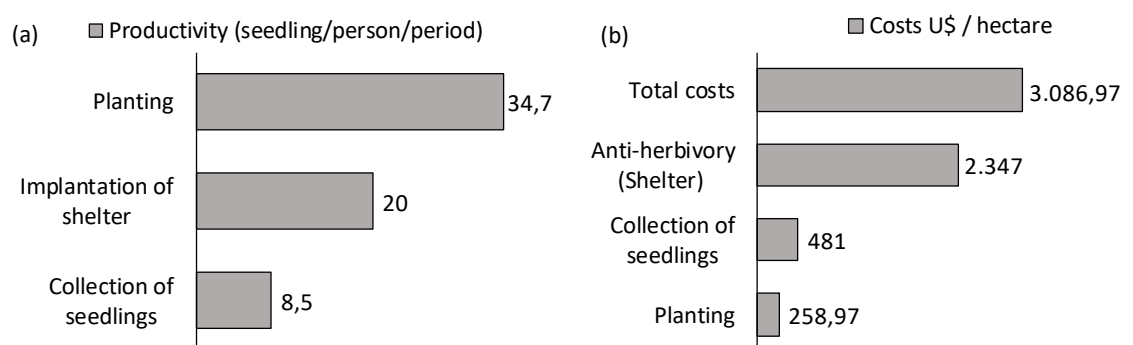 (a)
Productivity (seedling/person/period)
Planting
34,7
Implantation of
shelter
20
Collection of
seedlings
8,5
(b)
Costs U$ / hectare
Total costs
3.086,97
Anti-herbivory
(Shelter)
2.347
Collection of
seedlings
481
Planting
258,97